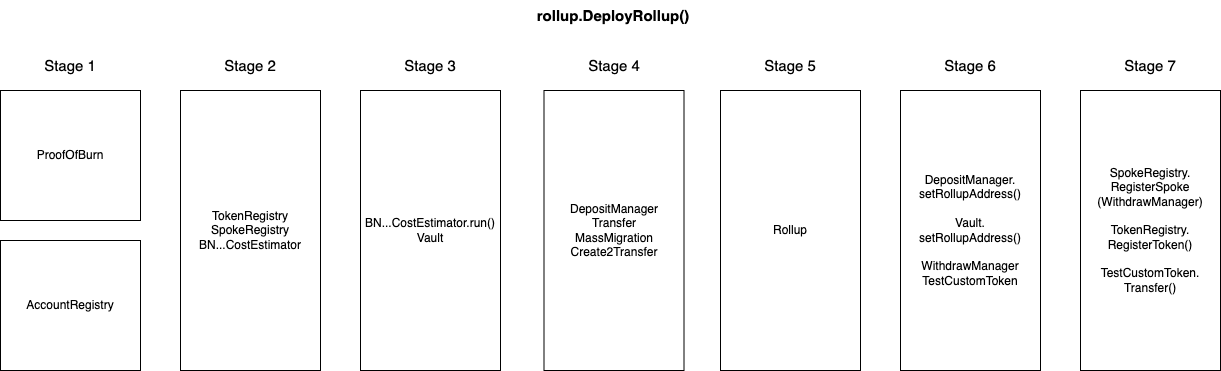 rollup.DeployRollup()
Stage 1
Stage 2
Stage 3
Stage 4
Stage 5
Stage 6
Stage 7
ProofOfBurn
AccountRegistry
TokenRegistry
SpokeRegistry
BN...CostEstimator
BN...CostEstimator.run()
Vault
DepositManager
Transfer
MassMigration
Create2Transfer
Rollup
DepositManager.
setRollupAddress()
Vault.
setRollupAddress()
WithdrawManager
TestCustomToken
SpokeRegistry.
RegisterSpoke
(WithdrawManager)
TokenRegistry.
RegisterToken()
TestCustomToken.
Transfer()